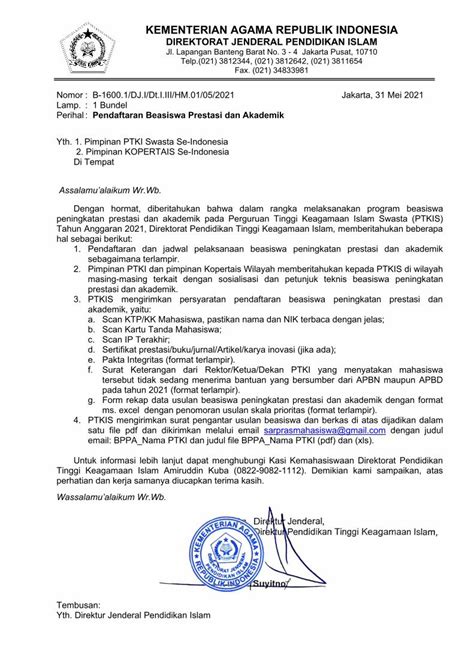 KEMENTERIAN AGAMA REPUBLIK INDONESIA
DIREKTORAT JENDERAL PENDIDIKAN ISLAM
Jl. Lapangan Banteng Barat No. 3 - 4 Jakarta Pusat, 10710
Telp.(021) 3812344, (021) 3812642, (021) 3811654
Fax. (021) 34833981
Nomor : B-1600.1/DJ.I/Dt.I.III/HM.01/05/2021 Jakarta, 31 Mei 2021
Lamp. : 1 Bundel
Perihal : Pendaftaran Beasiswa Prestasi dan Akademik
Yth. 1. Pimpinan PTKI Swasta Se-Indonesia
2. Pimpinan KOPERTAIS Se-Indonesia
Di Tempat
Assalamu'alaikum Wr.Wb.
Dengan hormat, diberitahukan bahwa dalam rangka melaksanakan program beasiswa
peningkatan prestasi dan akademik pada Perguruan Tinggi Keagamaan Islam Swasta (PTKIS)
Tahun Anggaran 2021, Direktorat Pendidikan Tinggi Keagamaan Islam, memberitahukan beberapa
hal sebagai berikut:
1. Pendaftaran dan jadwal pelaksanaan beasiswa peningkatan prestasi dan akademik
sebagaimana terlampir.
2. Pimpinan PTKI dan pimpinan Kopertais Wilayah memberitahukan kepada PTKIS di wilayah
masing-masing terkait dengan sosialisasi dan petunjuk teknis beasiswa peningkatan
prestasi dan akademik.
3. PTKIS mengirimkan persyaratan pendaftaran beasiswa peningkatan prestasi dan
akademik, yaitu:
a. Scan KTP/KK Mahasiswa, pastikan nama dan NIK terbaca dengan jelas;
b. Scan Kartu Tanda Mahasiswa;
c. Scan IP Terakhir;
d. Sertifikat prestasi/buku/jurnal/Artikel/karya inovasi (jika ada);
e. Pakta Integritas (format terlampir).
f. Surat Keterangan dari Rektor/Ketua/Dekan PTKI yang menyatakan mahasiswa
tersebut tidak sedang menerima bantuan yang bersumber dari APBN maupun APBD
pada tahun 2021 (format terlampir).
g. Form rekap data usulan beasiswa peningkatan prestasi dan akademik dengan format
ms. excel dengan penomoran usulan skala prioritas (format terlampir).
4. PTKIS mengirimkan surat pengantar usulan beasiswa dan berkas di atas dijadikan dalam
satu file pdf dan dikirimkan melalui email sarprasmahasiswa@gmail.com dengan judul
email: BPPA_Nama PTKI dan judul file BPPA_Nama PTKI (pdf) dan (xls).
Untuk informasi lebih lanjut dapat menghubungi Kasi Kemahasiswaan Direktorat Pendidikan
Tinggi Keagamaan Islam Amiruddin Kuba (0822-9082-1112). Demikian kami sampaikan, atas
perhatian dan kerja samanya diucapkan terima kasih.
Wassalamu'alaikum Wr.Wb.
Direktur Jenderal,
Direktur Pendidikan Tinggi Keagamaan Islam,
KEMENTERIAN AGAMA
DIREKTORAT JENDERAL
PENDIDIKAN ISLAM
REPUBLIK INDONESIA
Suyitno
Tembusan:
Yth. Direktur Jenderal Pendidikan Islam